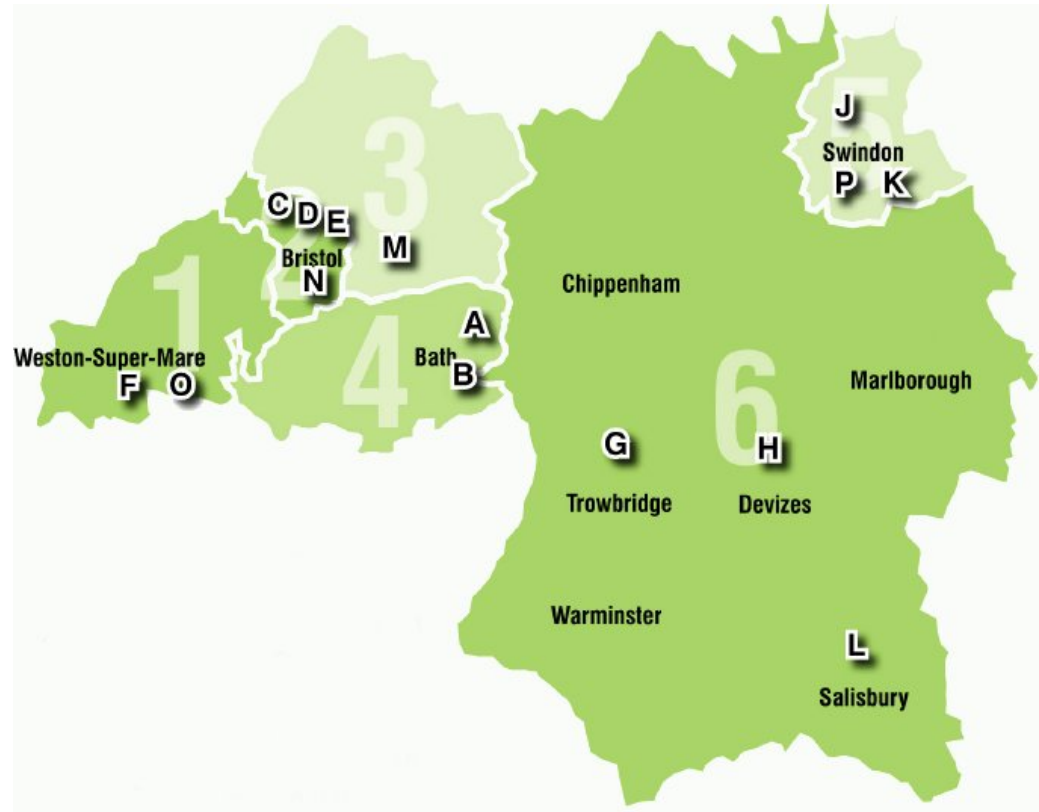 J
5
Swindon
P
K
3
C
D
E
2
M
Bristol
N
1
Chippenham
A
4
Bath
B
Weston-Super-Mare
F
O
6
Marlborough
G
H
Trowbridge
Devizes
Warminster
L
Salisbury